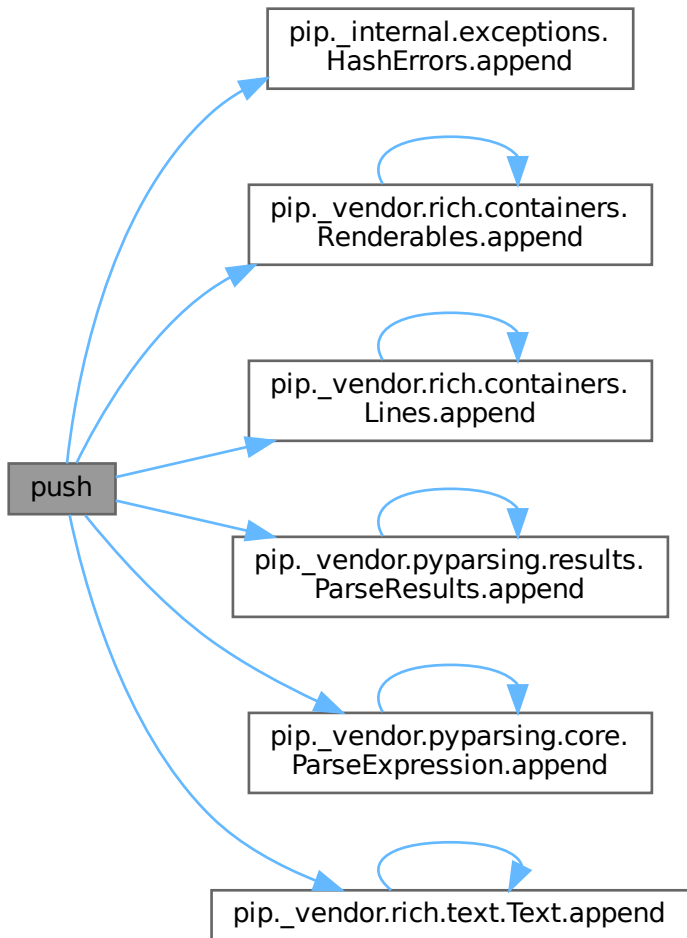 pip._internal.exceptions.
HashErrors.append
pip._vendor.rich.containers.
Renderables.append
pip._vendor.rich.containers.
Lines.append
push
pip._vendor.pyparsing.results.
ParseResults.append
pip._vendor.pyparsing.core.
ParseExpression.append
pip._vendor.rich.text.Text.append